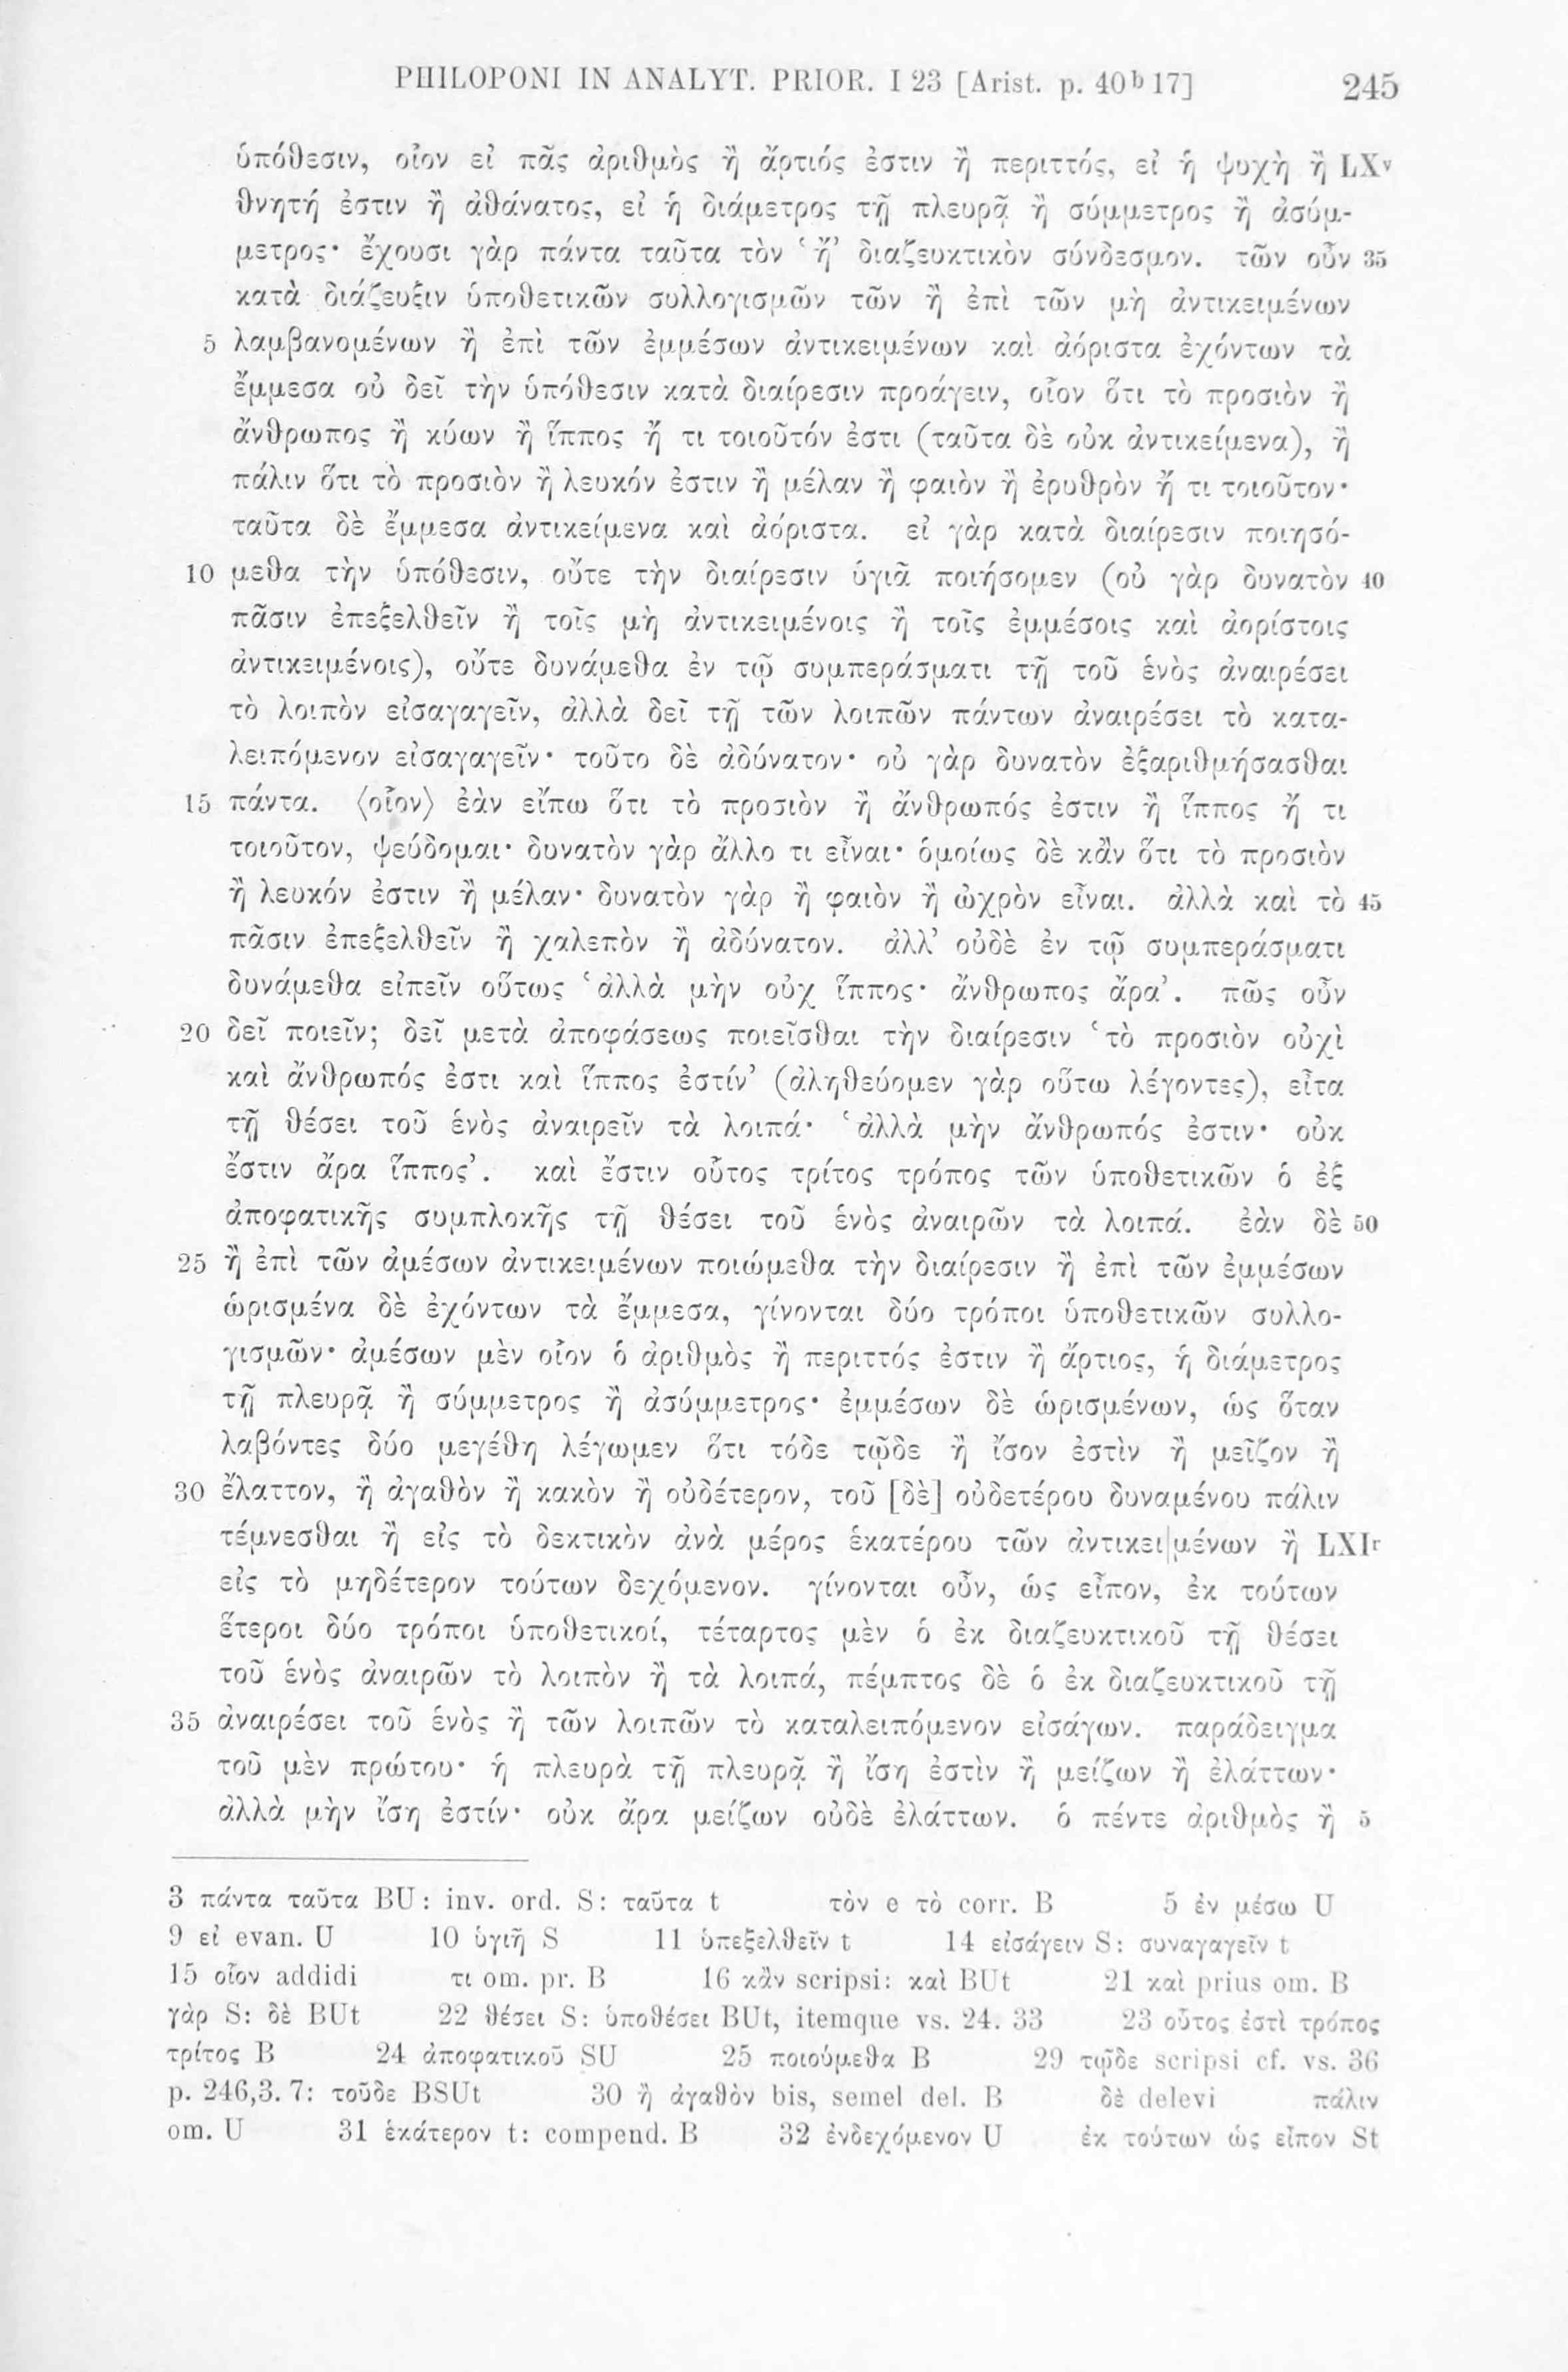 PHILOPONI IN ANALYT. PRIOR. I 23 [Arist. p. 40ᵇ 17] 245
ὑπόθεσιν, οἷον εἰ πᾶς ἀριθμὸς ἢ ἄρτιός ἐστιν ἢ περιττός, εἰ ἡ ψυχὴ ἢ LXᵛ
θνητή ἐστιν ἢ ἀθάνατος, εἰ ἡ διάμετρος τῇ πλευρᾷ ἢ σύμμετρος ἢ ἀσύμ-
μετρος· ἔχουσι γὰρ πάντα ταῦτα τὸν ‘ἤ’ διαζευκτικὸν σύνδεσμον. τῶν οὖν 35
κατὰ διάζευξιν ὑποθετικῶν συλλογισμῶν τῶν ἢ ἐπὶ τῶν μὴ ἀντικειμένων
5 λαμβανομένων ἢ ἐπὶ τῶν ἐμμέσων ἀντικειμένων καὶ ἀόριστα ἐχόντων τὰ
ἔμμεσα οὐ δεῖ τὴν ὑπόθεσιν κατὰ διαίρεσιν προάγειν, οἷον ὅτι τὸ προσιὸν ἢ
ἄνθρωπος ἢ κύων ἢ ἵππος ἤ τι τοιοῦτόν ἐστι (ταῦτα δὲ οὐκ ἀντικείμενα), ἢ
πάλιν ὅτι τὸ προσιὸν ἢ λευκόν ἐστιν ἢ μέλαν ἢ φαιὸν ἢ ἐρυθρὸν ἤ τι τοιοῦτον·
ταῦτα δὲ ἔμμεσα ἀντικείμενα καὶ ἀόριστα. εἰ γὰρ κατὰ διαίρεσιν ποιησό-
10 μεθα τὴν ὑπόθεσιν, οὔτε τὴν διαίρεσιν ὑγιᾶ ποιήσομεν (οὐ γὰρ δυνατὸν 40
πᾶσιν ἐπεξελθεῖν ἢ τοῖς μὴ ἀντικειμένοις ἢ τοῖς ἐμμέσοις καὶ ἀορίστοις
ἀντικειμένοις), οὔτε δυνάμεθα ἐν τῷ συμπεράσματι τῇ τοῦ ἑνὸς ἀναιρέσει
τὸ λοιπὸν εἰσαγαγεῖν, ἀλλὰ δεῖ τῇ τῶν λοιπῶν πάντων ἀναιρέσει τὸ κατα-
λειπόμενον εἰσαγαγεῖν· τοῦτο δὲ ἀδύνατον· οὐ γὰρ δυνατὸν ἐξαριθμήσασθαι
15 πάντα. ⟨οἷον⟩ ἐὰν εἴπω ὅτι τὸ προσιὸν ἢ ἄνθρωπός ἐστιν ἢ ἵππος ἤ τι
τοιοῦτον, ψεύδομαι· δυνατὸν γὰρ ἄλλο τι εἶναι· ὁμοίως δὲ κἂν ὅτι τὸ προσιὸν
ἢ λευκόν ἐστιν ἢ μέλαν· δυνατὸν γὰρ ἢ φαιὸν ἢ ὠχρὸν εἶναι. ἀλλὰ καὶ τὸ 45
πᾶσιν ἐπεξελθεῖν ἢ χαλεπὸν ἢ ἀδύνατον. ἀλλ’ οὐδὲ ἐν τῷ συμπεράσματι
δυνάμεθα εἰπεῖν οὕτως ‘ἀλλὰ μὴν οὐχ ἵππος· ἄνθρωπος ἄρα’. πῶς οὖν
20 δεῖ ποιεῖν; δεῖ μετὰ ἀποφάσεως ποιεῖσθαι τὴν διαίρεσιν ‘τὸ προσιὸν οὐχὶ
καὶ ἄνθρωπός ἐστι καὶ ἵππος ἐστίν’ (ἀληθεύομεν γὰρ οὕτω λέγοντες), εἶτα
τῇ θέσει τοῦ ἑνὸς ἀναιρεῖν τὰ λοιπά· ‘ἀλλὰ μὴν ἄνθρωπός ἐστιν· οὐκ
ἔστιν ἄρα ἵππος’. καὶ ἔστιν οὗτος τρίτος τρόπος τῶν ὑποθετικῶν ὁ ἐξ
ἀποφατικῆς συμπλοκῆς τῇ θέσει τοῦ ἑνὸς ἀναιρῶν τὰ λοιπά. ἐὰν δὲ 50
25 ἢ ἐπὶ τῶν ἀμέσων ἀντικειμένων ποιώμεθα τὴν διαίρεσιν ἢ ἐπὶ τῶν ἐμμέσων
ὡρισμένα δὲ ἐχόντων τὰ ἔμμεσα, γίνονται δύο τρόποι ὑποθετικῶν συλλο-
γισμῶν· ἀμέσων μὲν οἷον ὁ ἀριθμὸς ἢ περιττός ἐστιν ἢ ἄρτιος, ἡ διάμετρος
τῇ πλευρᾷ ἢ σύμμετρος ἢ ἀσύμμετρος· ἐμμέσων δὲ ὡρισμένων, ὡς ὅταν
λαβόντες δύο μεγέθη λέγωμεν ὅτι τόδε τῷδε ἢ ἴσον ἐστὶν ἢ μεῖζον ἢ
30 ἔλαττον, ἢ ἀγαθὸν ἢ κακὸν ἢ οὐδέτερον, τοῦ [δὲ] οὐδετέρου δυναμένου πάλιν
τέμνεσθαι ἢ εἰς τὸ δεκτικὸν ἀνὰ μέρος ἑκατέρου τῶν ἀντικει|μένων ἢ LXIʳ
εἰς τὸ μηδέτερον τούτων δεχόμενον. γίνονται οὖν, ὡς εἶπον, ἐκ τούτων
ἕτεροι δύο τρόποι ὑποθετικοί, τέταρτος μὲν ὁ ἐκ διαζευκτικοῦ τῇ θέσει
τοῦ ἑνὸς ἀναιρῶν τὸ λοιπὸν ἢ τὰ λοιπά, πέμπτος δὲ ὁ ἐκ διαζευκτικοῦ τῇ
35 ἀναιρέσει τοῦ ἑνὸς ἢ τῶν λοιπῶν τὸ καταλειπόμενον εἰσάγων. παράδειγμα
τοῦ μὲν πρώτου· ἡ πλευρὰ τῇ πλευρᾷ ἢ ἴση ἐστὶν ἢ μείζων ἢ ἐλάττων·
ἀλλὰ μὴν ἴση ἐστίν· οὐκ ἄρα μείζων οὐδὲ ἐλάττων. ὁ πέντε ἀριθμὸς ἢ 5
3 πάντα ταῦτα BU: inv. ord. S: ταῦτα t τὸν e τὸ corr. B 5 ἐν μέσω U
9 εἰ evan. U 10 ὑγιῆ S 11 ὑπεξελθεῖν t 14 εἰσάγειν S: συναγαγεῖν t
15 οἷον addidi τι om. pr. B 16 κἂν scripsi: καὶ BUt 21 καὶ prius om. B
γὰρ S: δὲ BUt 22 θέσει S: ὑποθέσει BUt, itemque vs. 24. 33 23 οὗτος ἐστὶ τρόπος
τρίτος B 24 ἀποφατικοῦ SU 25 ποιούμεθα B 29 τῷδε scripsi cf. vs. 36
p. 246,3. 7: τοῦδε BSUt 30 ἢ ἀγαθὸν bis, semel del. B δὲ delevi πάλιν
om. U 31 ἑκάτερον t: compend. B 32 ἐνδεχόμενον U ἐκ τούτων ὡς εἶπον St